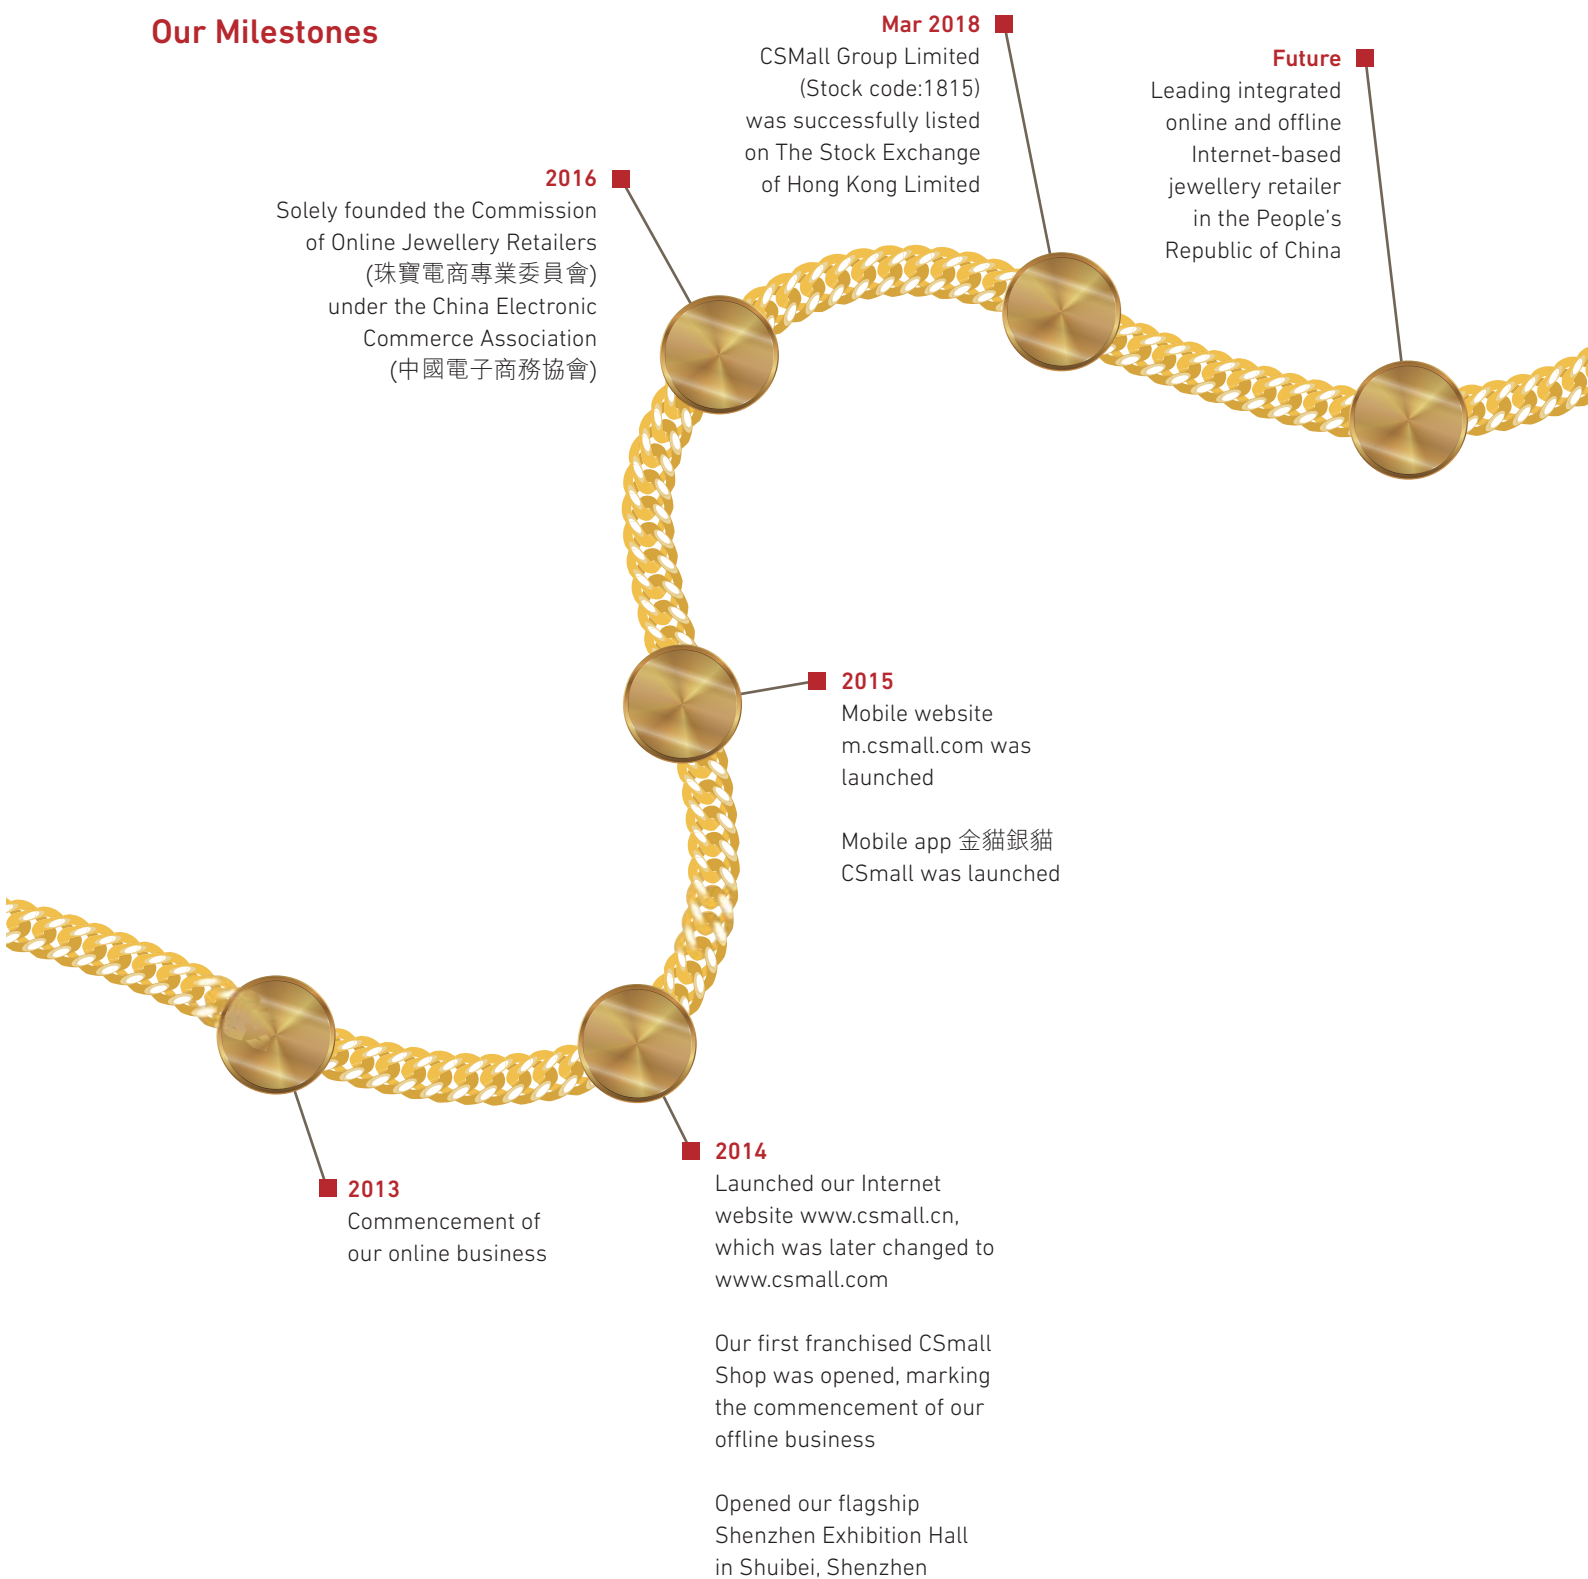 Our Milestones
Mar 2018
CSMall Group Limited
(Stock code:1815)
was successfully listed
on The Stock Exchange
of Hong Kong Limited
Future
Leading integrated
online and offline
Internet-based
jewellery retailer
in the People's
Republic of China
2016
Solely founded the Commission
of Online Jewellery Retailers
(珠寶電商專業委員會)
under the China Electronic
Commerce Association
(中國電子商務協會)
2015
Mobile website
m.csmall.com was
launched
Mobile app 金貓銀貓
CSmall was launched
2013
Commencement of
our online business
2014
Launched our Internet
website www.csmall.cn,
which was later changed to
www.csmall.com
Our first franchised CSmall
Shop was opened, marking
the commencement of our
offline business
Opened our flagship
Shenzhen Exhibition Hall
in Shuibei, Shenzhen